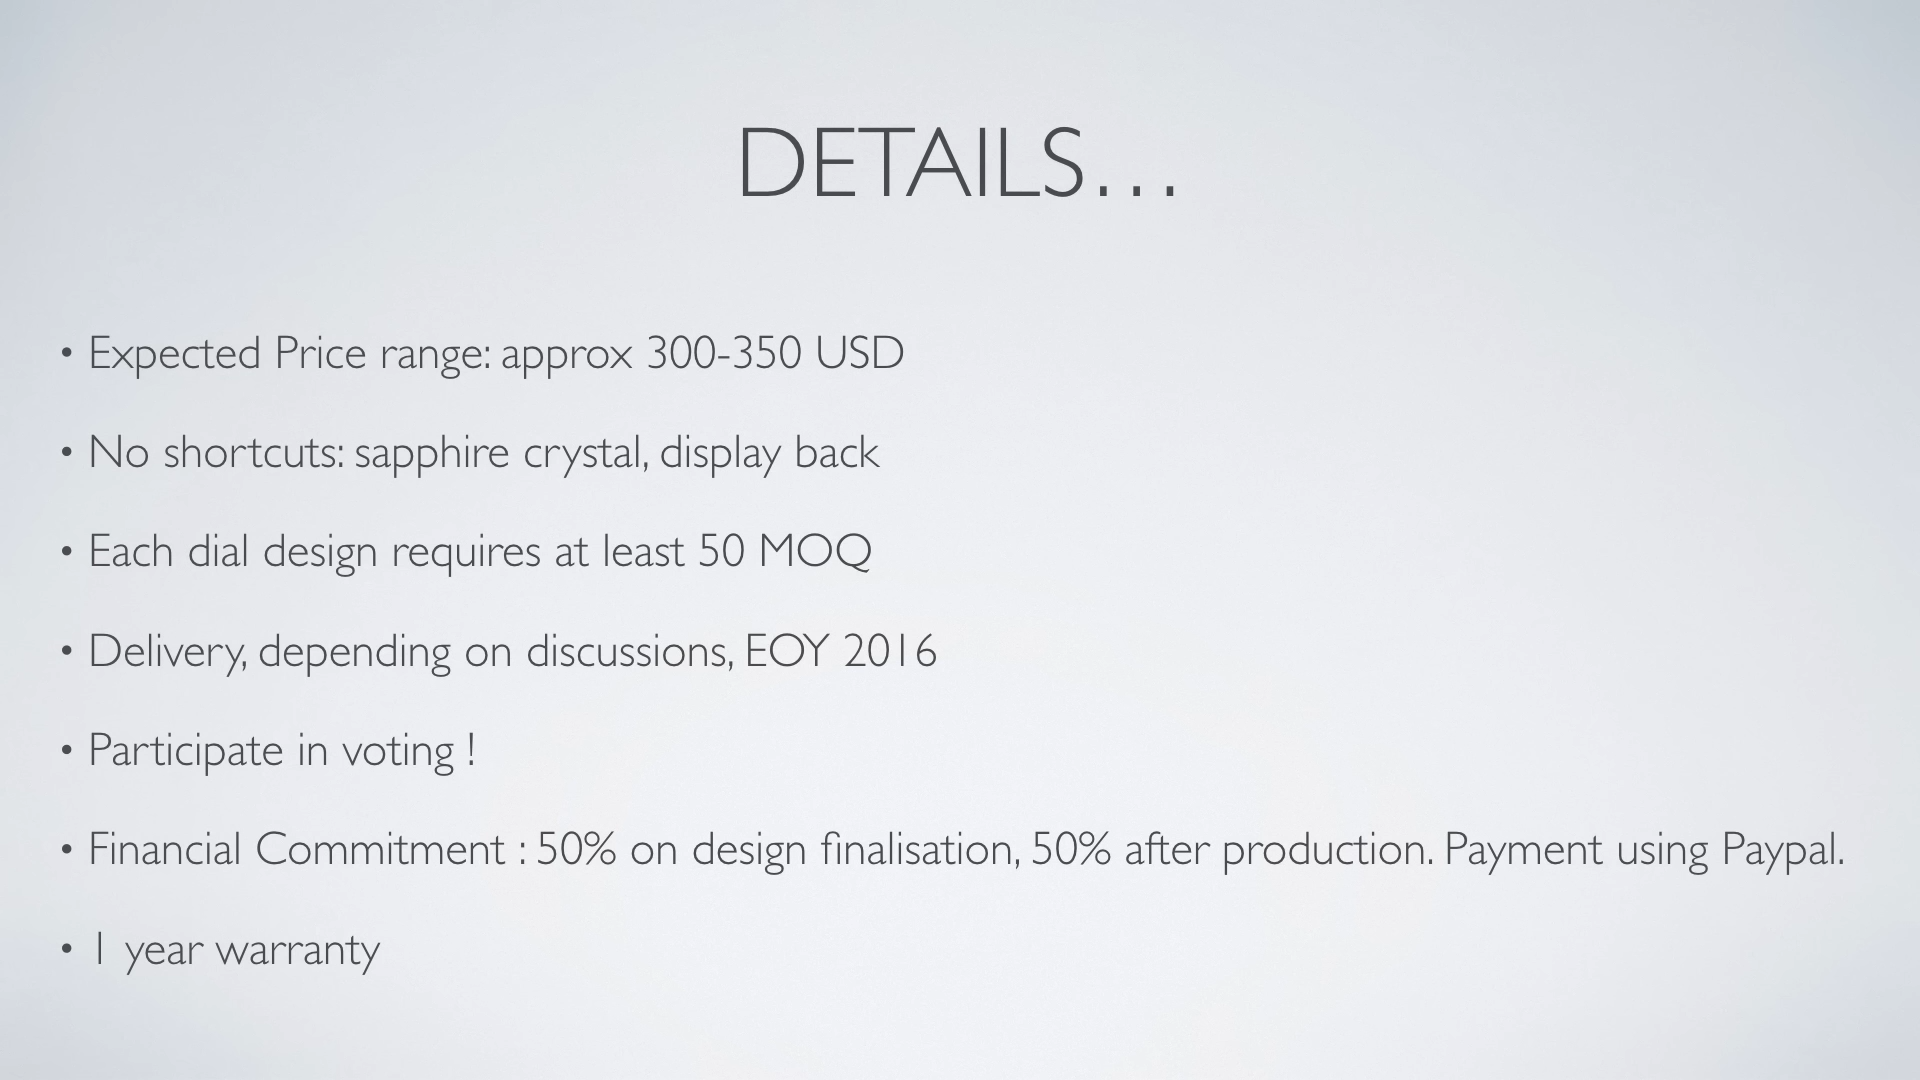 DETAILS…
• Expected Price range: approx 300-350 USD
• No shortcuts: sapphire crystal, display back
• Each dial design requires at least 50 MOQ
• Delivery, depending on discussions, EOY 2016
• Participate in voting !
• Financial Commitment : 50% on design finalisation, 50% after production. Payment using Paypal.
• 1 year warranty